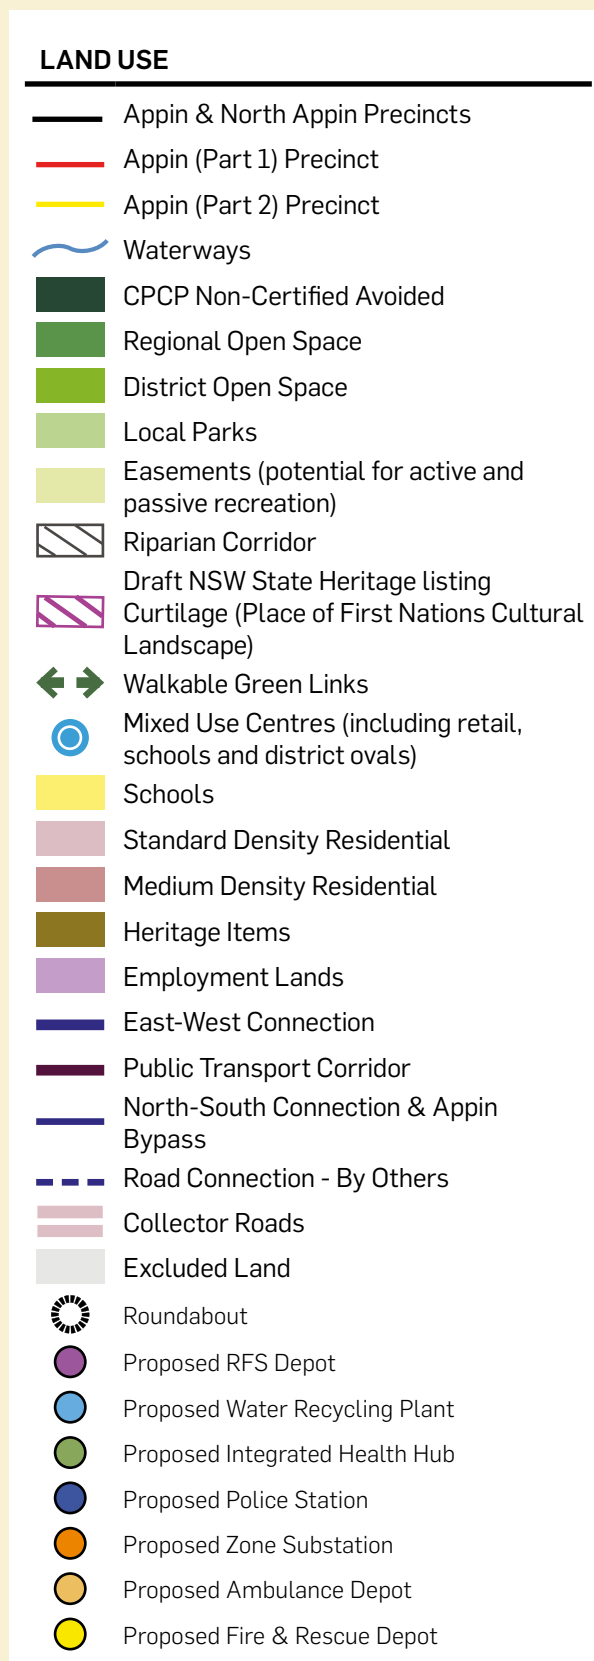 LAND USE
Appin & North Appin Precincts
Appin (Part 1) Precinct
Appin (Part 2) Precinct
Waterways
CPCP Non-Certified Avoided
Regional Open Space
District Open Space
Local Parks
Easements (potential for active and
passive recreation)
Riparian Corridor
Draft NSW State Heritage listing
Curtilage (Place of First Nations Cultural
Landscape)
Walkable Green Links
Mixed Use Centres (including retail,
schools and district ovals)
Schools
Standard Density Residential
Medium Density Residential
Heritage Items
Employment Lands
East-West Connection
Public Transport Corridor
North-South Connection & Appin
Bypass
Road Connection - By Others
Collector Roads
Excluded Land
Roundabout
Proposed RFS Depot
Proposed Water Recycling Plant
Proposed Integrated Health Hub
Proposed Police Station
Proposed Zone Substation
Proposed Ambulance Depot
Proposed Fire & Rescue Depot